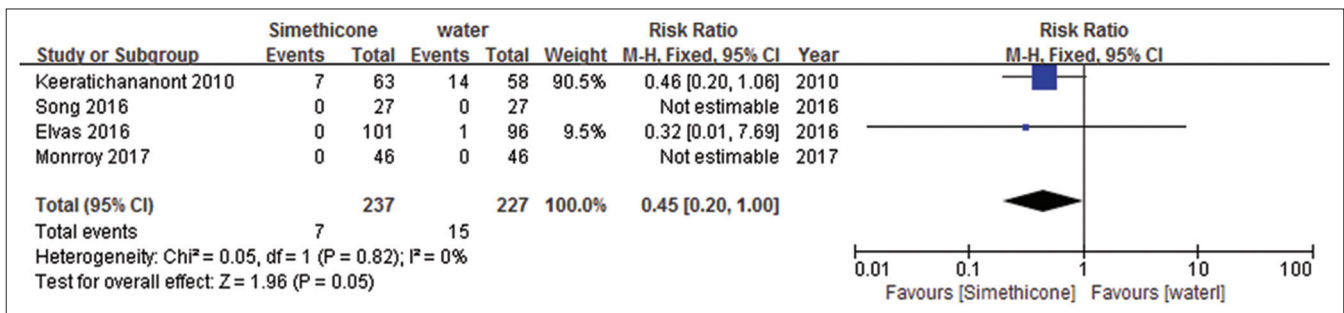 Simethicone water Risk Ratio Risk Ratio
Study or Subgroup Events Total Events Total Weight M-H, Fixed, 95% CI Year M-H, Fixed, 95% CI
Keeratichananont 2010 7 63 14 58 90.5% 0.46 [0.20, 1.06] 2010
Song 2016 0 27 0 27 Not estimable 2016
Elvas 2016 0 101 1 96 9.5% 0.32 [0.01, 7.69] 2016
Monrroy 2017 0 46 0 46 Not estimable 2017
Total (95% CI) 237 227 100.0% 0.45 [0.20, 1.00]
Total events 7 15
Heterogeneity: Chi² = 0.05, df = 1 (P = 0.82); I² = 0%
Test for overall effect: Z = 1.96 (P = 0.05)
0.01 0.1 1 10 100
Favours [Simethicone] Favours [waterl]